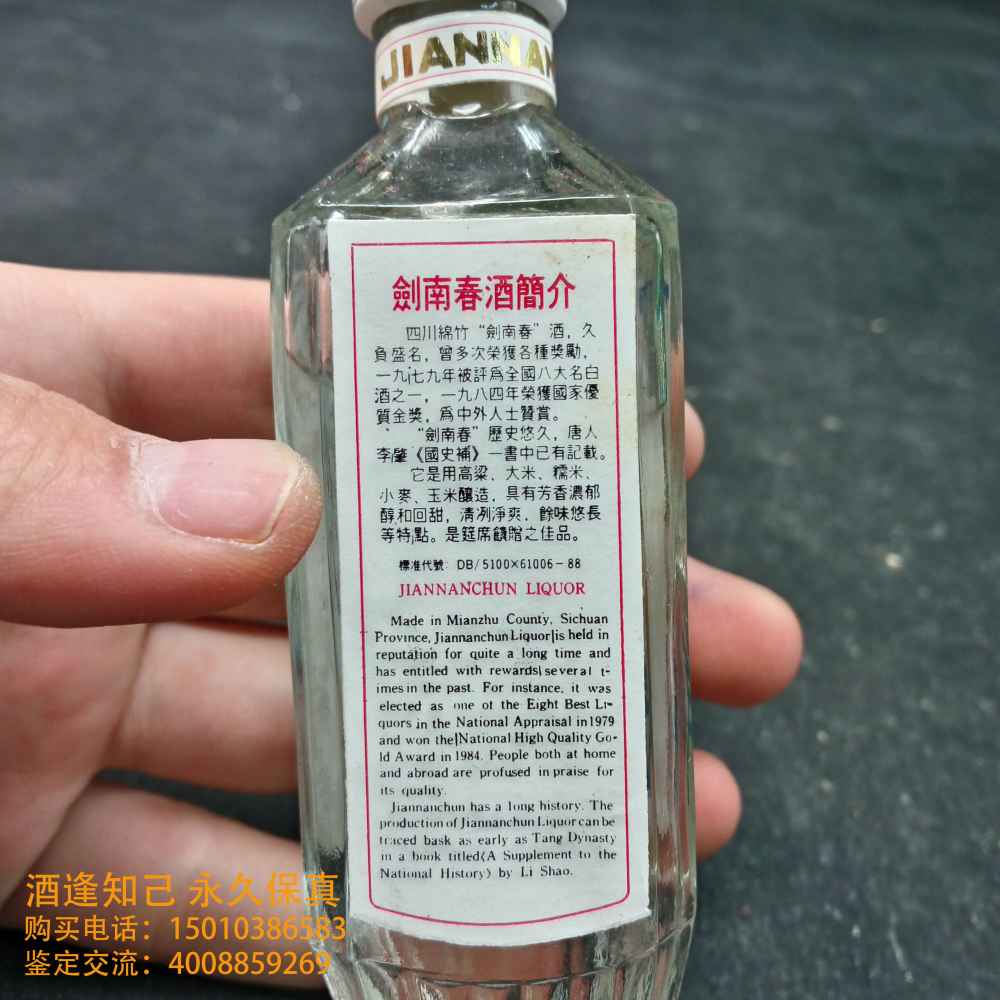 JIANNAN
劍南春酒簡介
四川綿竹“劍南春”酒，久
負盛名，曾多次榮獲各種獎勵，
一九七九年被評為全國八大名白
酒之一，一九八四年榮獲國家優
質金獎，為中外人士贊賞。
“劍南春”歷史悠久，唐人
李肇《國史補》一書中已有記載。
它是用高粱、大米、糯米、
小麥、玉米釀造，具有芳香濃郁
醇和回甜，清冽淨爽，餘味悠長
等特點。是筵席饋贈之佳品。
標准代號：DB/5100×61006-88
JIANNANCHUN LIQUOR
Made in Mianzhu County, Sichuan
Province, Jiannanchun Liquor is held in
reputation for quite a long time and
has entitled with rewards several t-
imes in the past. For instance, it was
elected as one of the Eight Best Li-
quors in the National Appraisal in 1979
and won the National High Quality Go-
ld Award in 1984. People both at home
and abroad are profused in praise for
its quality.
Jiannanchun has a long history. The
production of Jiannanchun Liquor can be
traced bask as early as Tang Dynasty
in a book titled《A Supplement to the
National History》 by Li Shao.
酒逢知己 永久保真
购买电话：15010386583
鉴定交流：4008859269